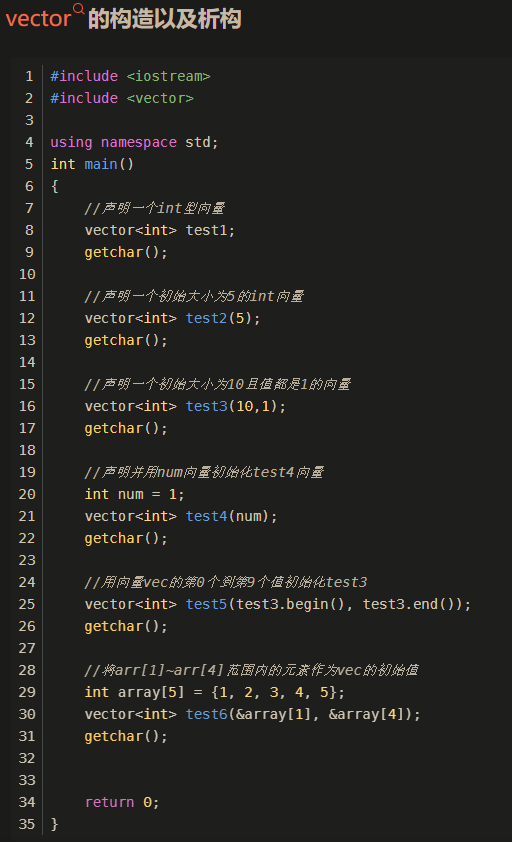 vector的构造以及析构
1 #include <iostream>
2 #include <vector>
3
4 using namespace std;
5 int main()
6 {
7     //声明一个int型向量
8     vector<int> test1;
9     getchar();
10
11     //声明一个初始大小为5的int向量
12     vector<int> test2(5);
13     getchar();
14
15     //声明一个初始大小为10且值都是1的向量
16     vector<int> test3(10,1);
17     getchar();
18
19     //声明并用num向量初始化test4向量
20     int num = 1;
21     vector<int> test4(num);
22     getchar();
23
24     //用向量vec的第0个到第9个值初始化test3
25     vector<int> test5(test3.begin(), test3.end());
26     getchar();
27
28     //将arr[1]~arr[4]范围内的元素作为vec的初始值
29     int array[5] = {1, 2, 3, 4, 5};
30     vector<int> test6(&array[1], &array[4]);
31     getchar();
32
33
34     return 0;
35 }